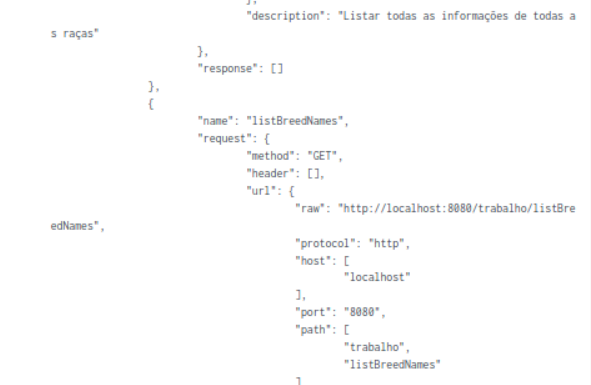 },
"description": "Listar todas as informações de todas a
s raças"
},
"response": []
},
{
"name": "listBreedNames",
"request": {
"method": "GET",
"header": [],
"url": {
"raw": "http://localhost:8080/trabalho/listBre
edNames",
"protocol": "http",
"host": [
"localhost"
],
"port": "8080",
"path": [
"trabalho",
"listBreedNames"
]